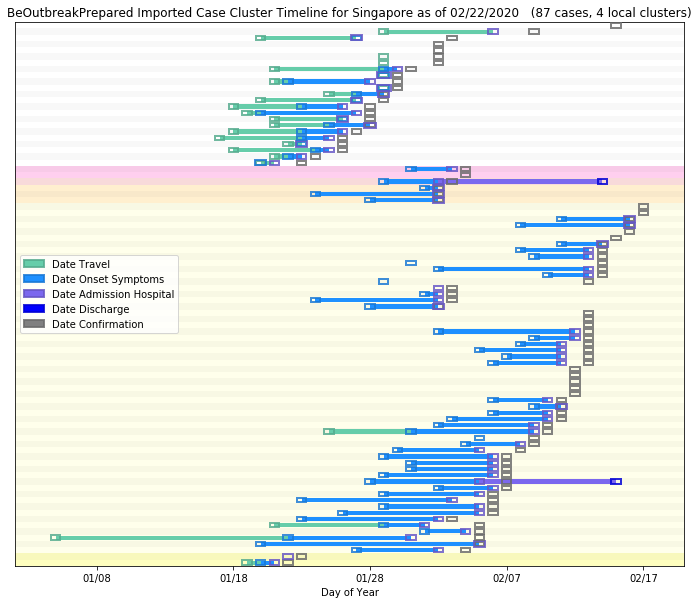 BeOutbreakPrepared Imported Case Cluster Timeline for Singapore as of 02/22/2020   (87 cases, 4 local clusters)
Date Travel
Date Onset Symptoms
Date Admission Hospital
Date Discharge
Date Confirmation
01/08 01/18 01/28 02/07 02/17
Day of Year